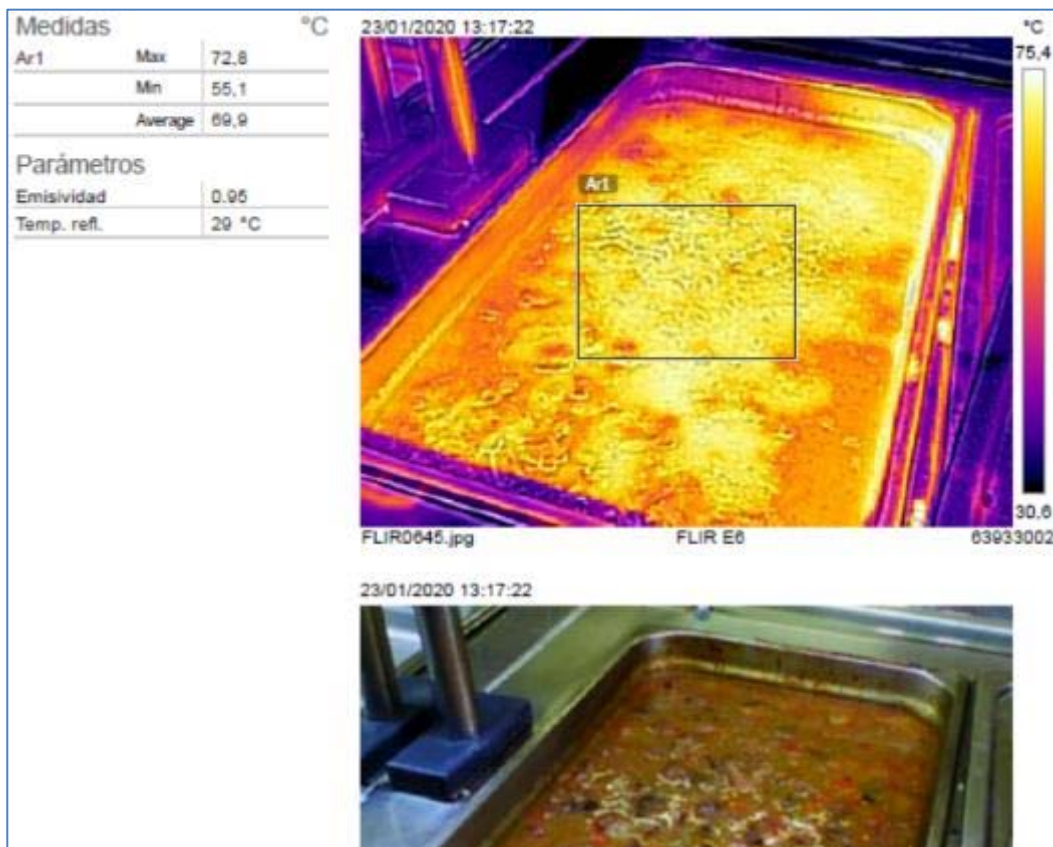 Medidas °C
Ar1 Max 72,8
Min 55,1
Average 69,9
Parámetros
Emisividad 0.95
Temp. refl. 29 °C
23/01/2020 13:17:22 °C
75,4
Ar1
30,6
FLIR0645.jpg FLIR E6 63933002
23/01/2020 13:17:22